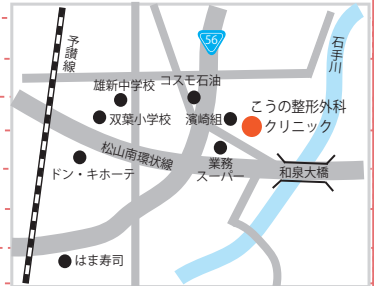 56
予讃線
石手川
雄新中学校
コスモ石油
双葉小学校
濱崎組
こうの整形外科
クリニック
松山南環状線
業務
スーパー
ドン・キホーテ
和泉大橋
はま寿司